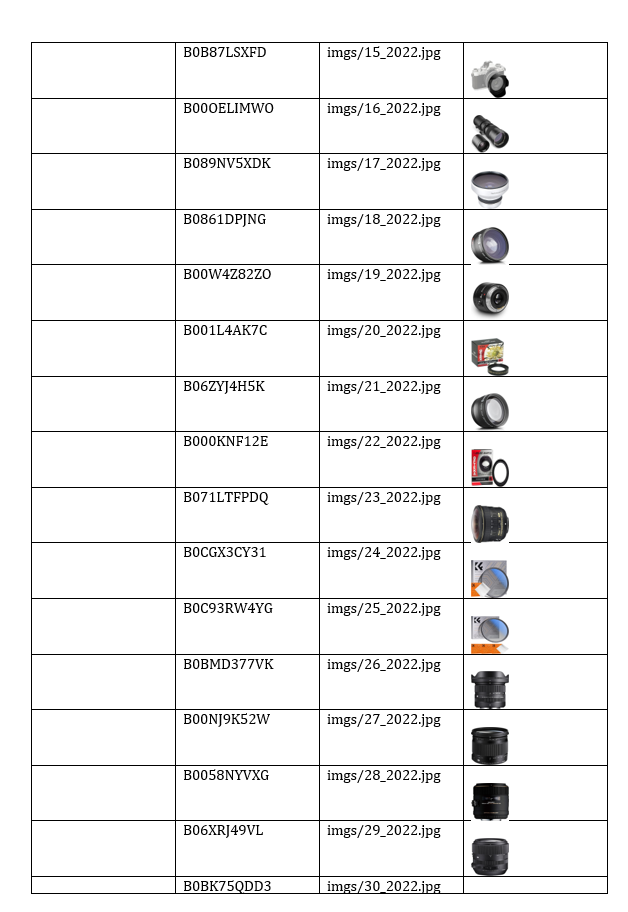 B0B87LSXFD imgs/15_2022.jpg
B00OELIMWO imgs/16_2022.jpg
B089NV5XDK imgs/17_2022.jpg
B0861DPJNG imgs/18_2022.jpg
B00W4Z82ZO imgs/19_2022.jpg
B001L4AK7C imgs/20_2022.jpg
B06ZYJ4H5K imgs/21_2022.jpg
B000KNF12E imgs/22_2022.jpg
B071LTFPDQ imgs/23_2022.jpg
B0CGX3CY31 imgs/24_2022.jpg
B0C93RW4YG imgs/25_2022.jpg
B0BMD377VK imgs/26_2022.jpg
B00NJ9K52W imgs/27_2022.jpg
B0058NYVXG imgs/28_2022.jpg
B06XRJ49VL imgs/29_2022.jpg
B0BK75QDD3 imgs/30_2022.jpg